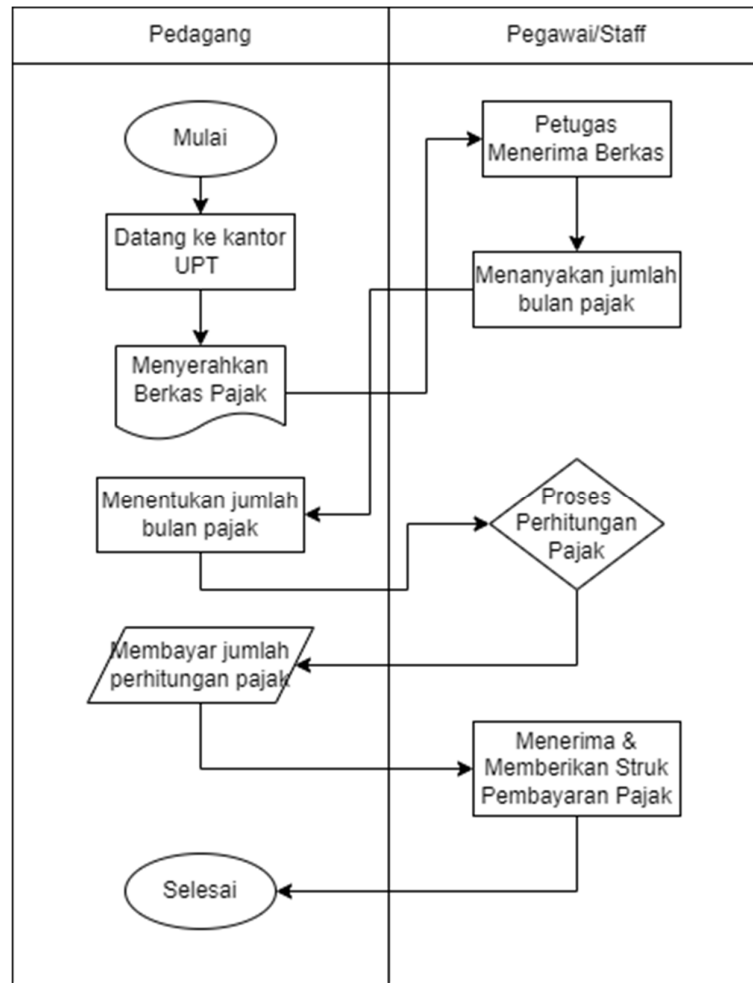 Pedagang
Pegawai/Staff
Mulai
Datang ke kantor
UPT
Menyerahkan
Berkas Pajak
Petugas
Menerima Berkas
Menanyakan jumlah
bulan pajak
Menentukan jumlah
bulan pajak
Proses
Perhitungan
Pajak
Membayar jumlah
perhitungan pajak
Menerima &
Memberikan Struk
Pembayaran Pajak
Selesai